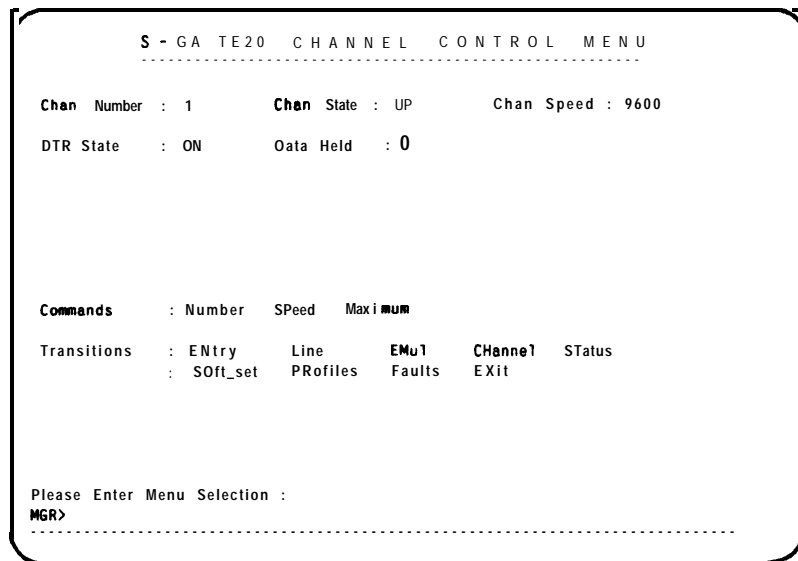 S - GA TE20 CHANNEL CONTROL MENU
Chan Number : 1 Chan State : UP Chan Speed : 9600
DTR State : ON Oata Held : 0
Commands : Number SPeed Maximum
Transitions : ENtry Line EMul CHannel STatus
: SOft_set PRofiles Faults EXit
Please Enter Menu Selection :
MGR>